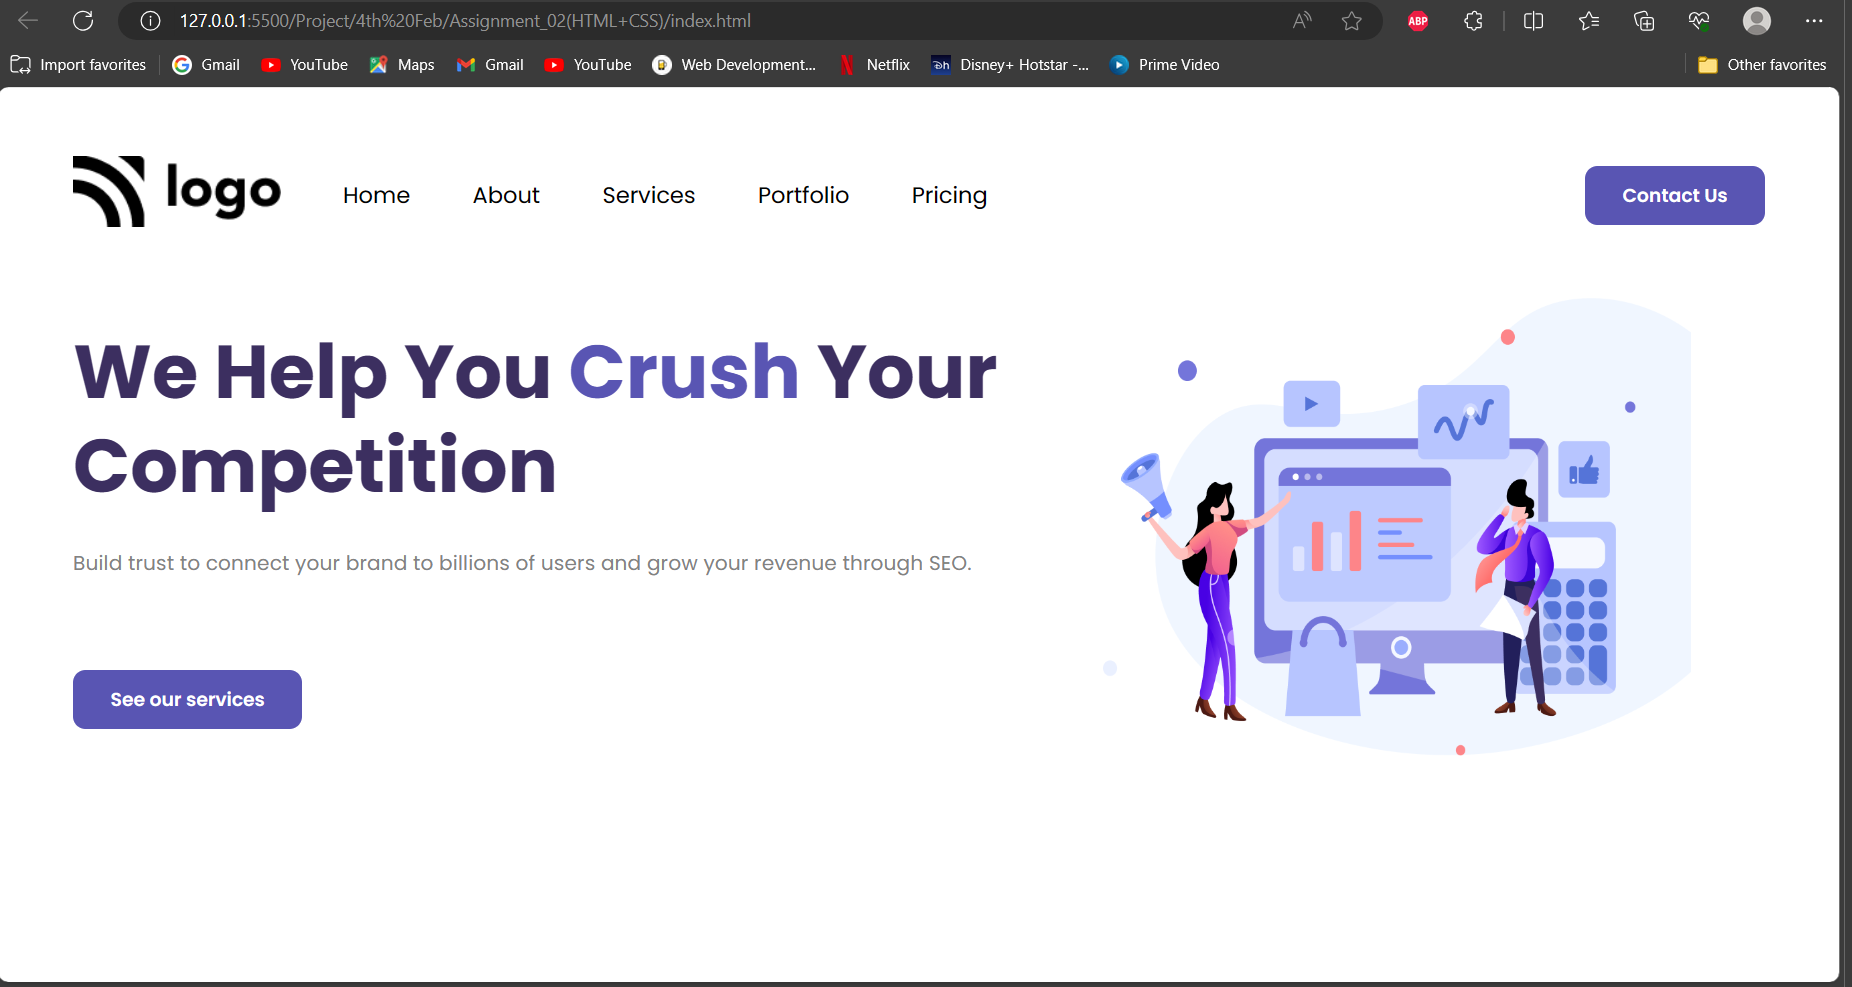 127.0.0.1:5500/Project/4th%20Feb/Assignment_02(HTML+CSS)/index.html
A ABP
Import favorites Gmail YouTube Maps Gmail YouTube Web Development... Netflix Disney+ Hotstar -... Prime Video Other favorites
logo Home About Services Portfolio Pricing Contact Us
We Help You Crush Your
Competition
Build trust to connect your brand to billions of users and grow your revenue through SEO.
See our services